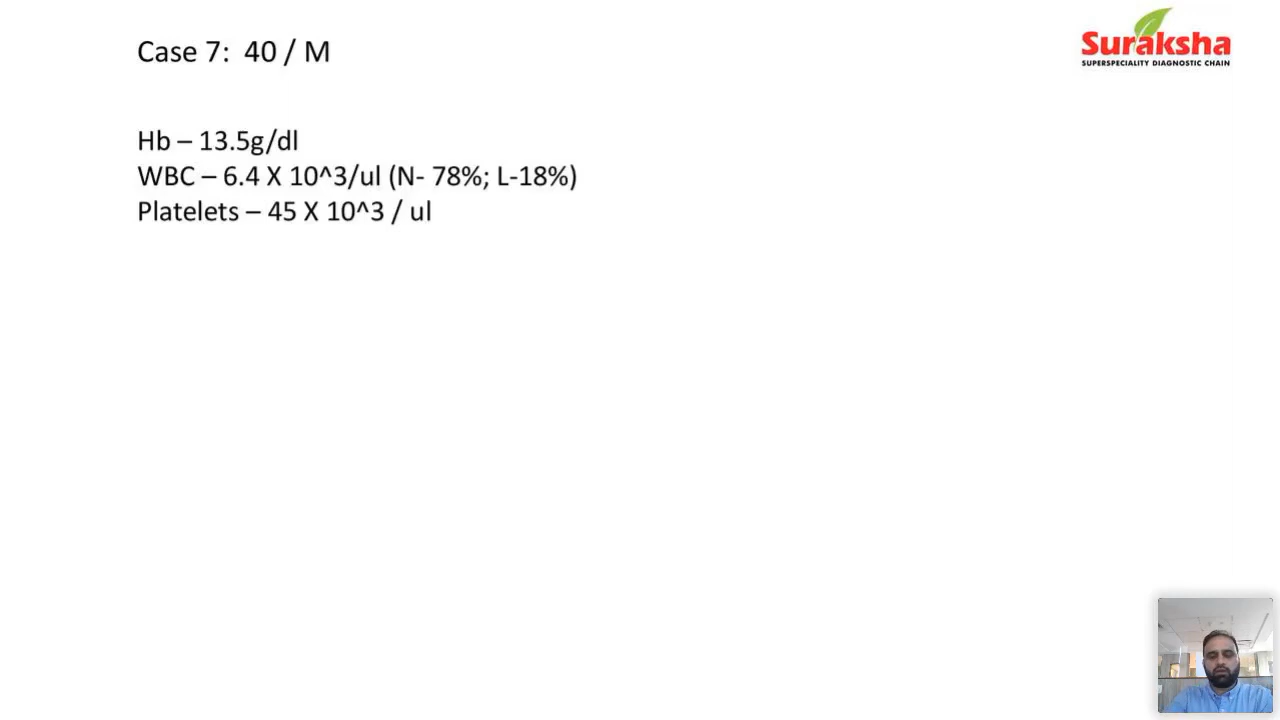 Case 7: 40 / M
Suraksha
SUPERSPECIALITY DIAGNOSTIC CHAIN
Hb – 13.5g/dl
WBC – 6.4 X 10^3/ul (N- 78%; L-18%)
Platelets – 45 X 10^3 / ul